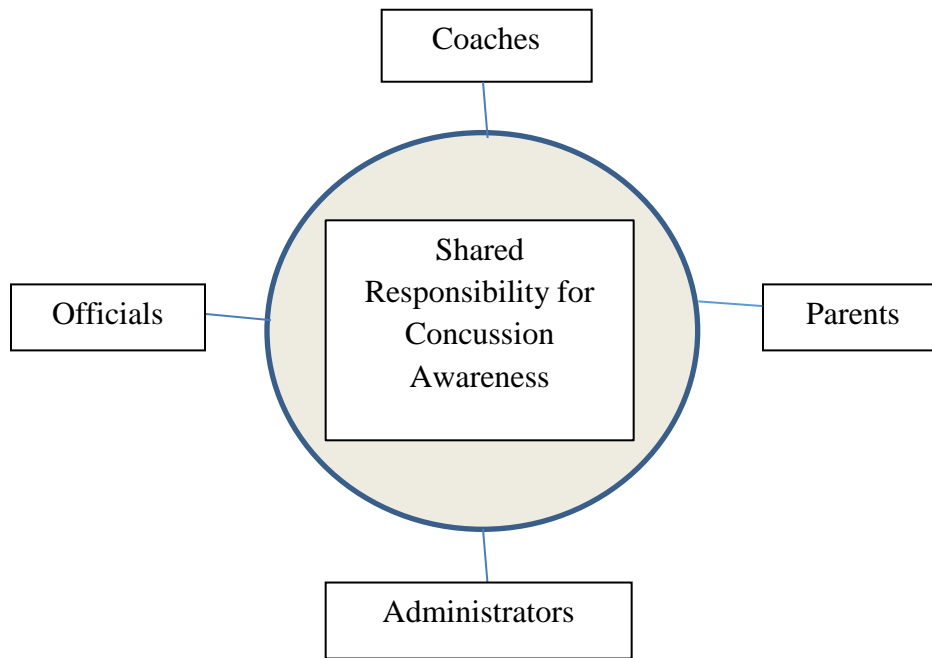 Coaches
Shared
Responsibility for
Concussion
Awareness
Officials
Parents
Administrators